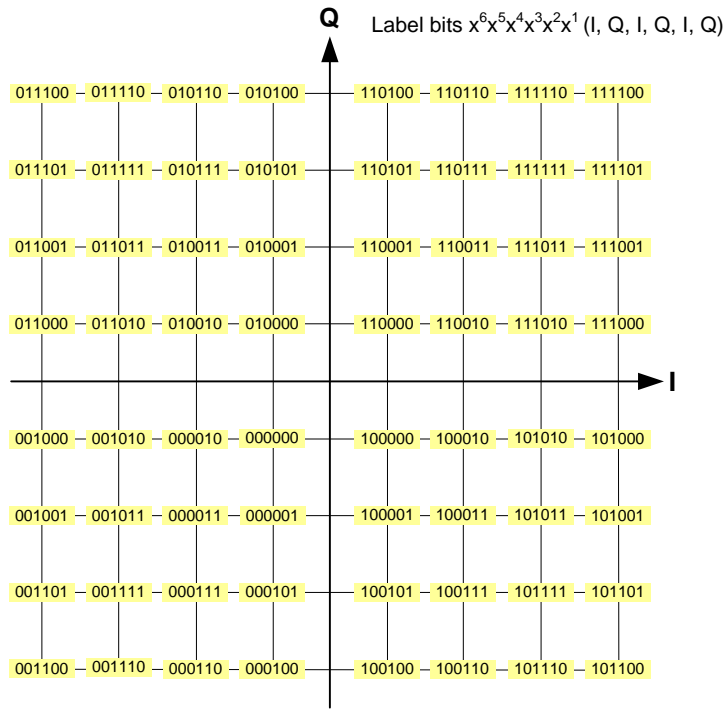 Q Label bits x⁶x⁵x⁴x³x²x¹ (I, Q, I, Q, I, Q)
011100 011110 010110 010100 110100 110110 111110 111100
011101 011111 010111 010101 110101 110111 111111 111101
011001 011011 010011 010001 110001 110011 111011 111001
011000 011010 010010 010000 110000 110010 111010 111000
I
001000 001010 000010 000000 100000 100010 101010 101000
001001 001011 000011 000001 100001 100011 101011 101001
001101 001111 000111 000101 100101 100111 101111 101101
001100 001110 000110 000100 100100 100110 101110 101100